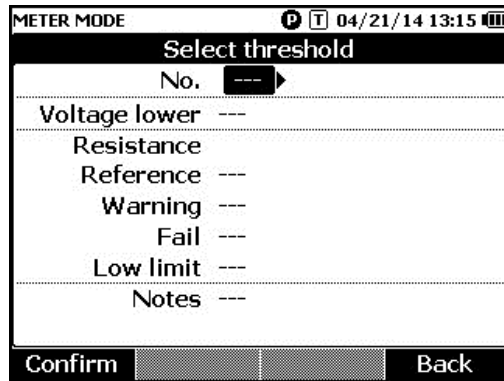 METER MODE P T 04/21/14 13:15
Select threshold
No. ---
Voltage lower ---
Resistance
Reference ---
Warning ---
Fail ---
Low limit ---
Notes ---
Confirm Back